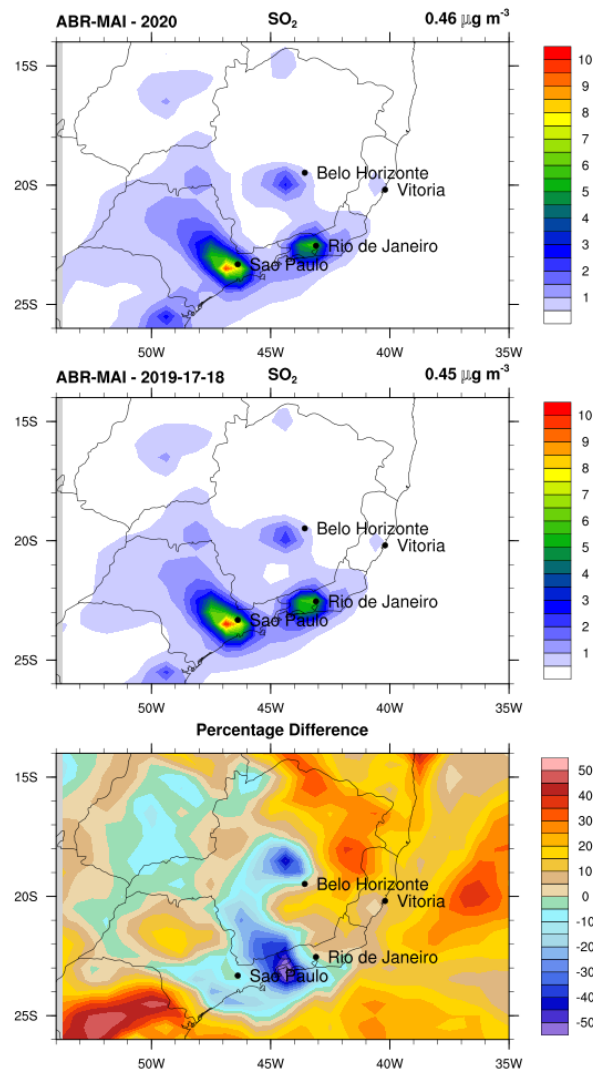 ABR-MAI - 2020 SO₂ 0.46 µg m⁻³
15S
20S
25S
50W 45W 40W 35W
Belo Horizonte
Vitoria
Rio de Janeiro
Sao Paulo
10
9
8
7
6
5
4
3
2
1
ABR-MAI - 2019-17-18 SO₂ 0.45 µg m⁻³
15S
20S
25S
50W 45W 40W 35W
Belo Horizonte
Vitoria
Rio de Janeiro
Sao Paulo
10
9
8
7
6
5
4
3
2
1
Percentage Difference
15S
20S
25S
50W 45W 40W 35W
Belo Horizonte
Vitoria
Rio de Janeiro
Sao Paulo
50
40
30
20
10
5
0
-5
-10
-20
-30
-40
-50